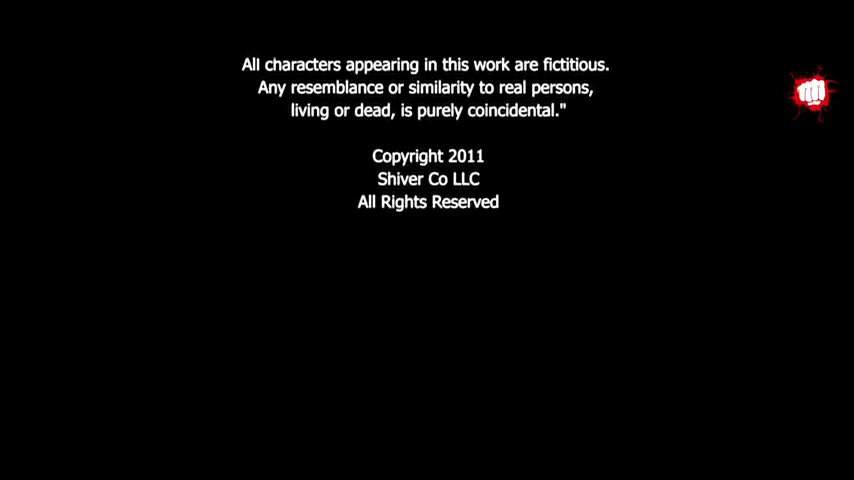 All characters appearing in this work are fictitious.
Any resemblance or similarity to real persons,
living or dead, is purely coincidental."
Copyright 2011
Shiver Co LLC
All Rights Reserved